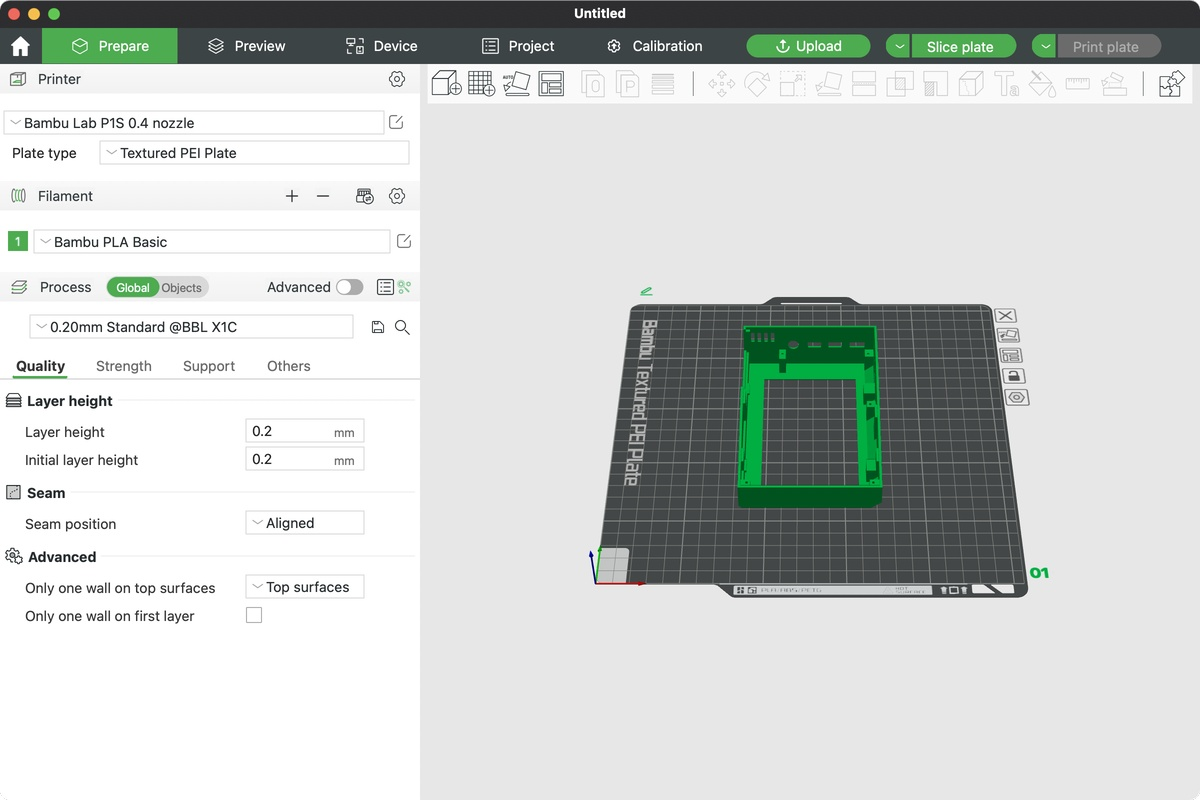 Untitled
Prepare
Preview
Device
Project
Calibration
Upload
Slice plate
Print plate
Printer
Bambu Lab P1S 0.4 nozzle
Plate type
Textured PEI Plate
Filament
1
Bambu PLA Basic
Process
Global
Objects
Advanced
0.20mm Standard @BBL X1C
Quality
Strength
Support
Others
Layer height
Layer height
0.2 mm
Initial layer height
0.2 mm
Seam
Seam position
Aligned
Advanced
Only one wall on top surfaces
Top surfaces
Only one wall on first layer
AUTO
Bambu Textured PEI Plate
01